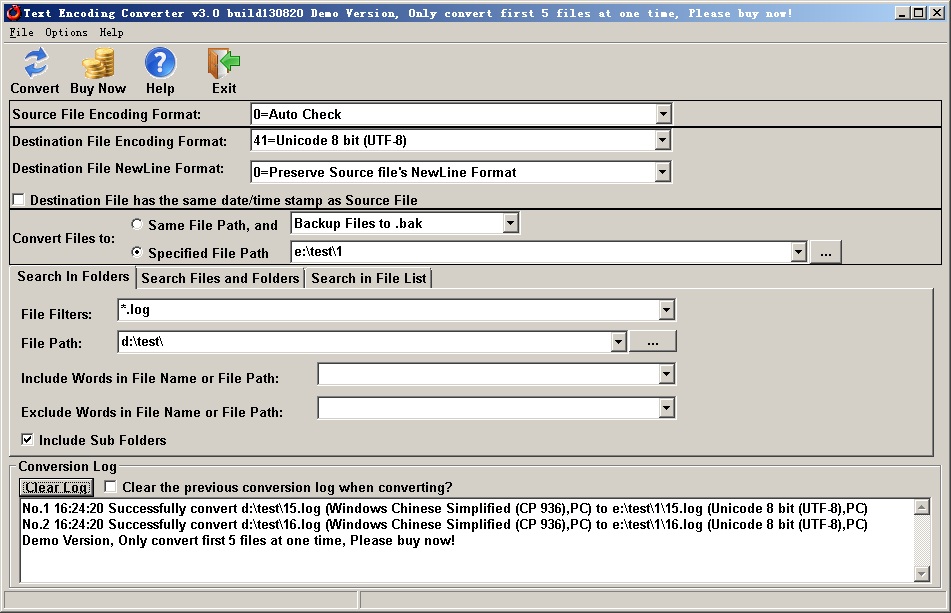 Text Encoding Converter v3.0 build130820 Demo Version, Only convert first 5 files at one time, Please buy now!
File Options Help
Convert Buy Now Help Exit
Source File Encoding Format: 0=Auto Check
Destination File Encoding Format: 41=Unicode 8 bit (UTF-8)
Destination File NewLine Format: 0=Preserve Source file's NewLine Format
Destination File has the same date/time stamp as Source File
Convert Files to:
Same File Path, and Backup Files to .bak
Specified File Path e:\test\1 ...
Search In Folders Search Files and Folders Search in File List
File Filters: *.log
File Path: d:\test\ ...
Include Words in File Name or File Path:
Exclude Words in File Name or File Path:
Include Sub Folders
Conversion Log
Clear Log Clear the previous conversion log when converting?
No.1 16:24:20 Successfully convert d:\test\15.log (Windows Chinese Simplified (CP 936),PC) to e:\test\1\15.log (Unicode 8 bit (UTF-8),PC)
No.2 16:24:20 Successfully convert d:\test\16.log (Windows Chinese Simplified (CP 936),PC) to e:\test\1\16.log (Unicode 8 bit (UTF-8),PC)
Demo Version, Only convert first 5 files at one time, Please buy now!